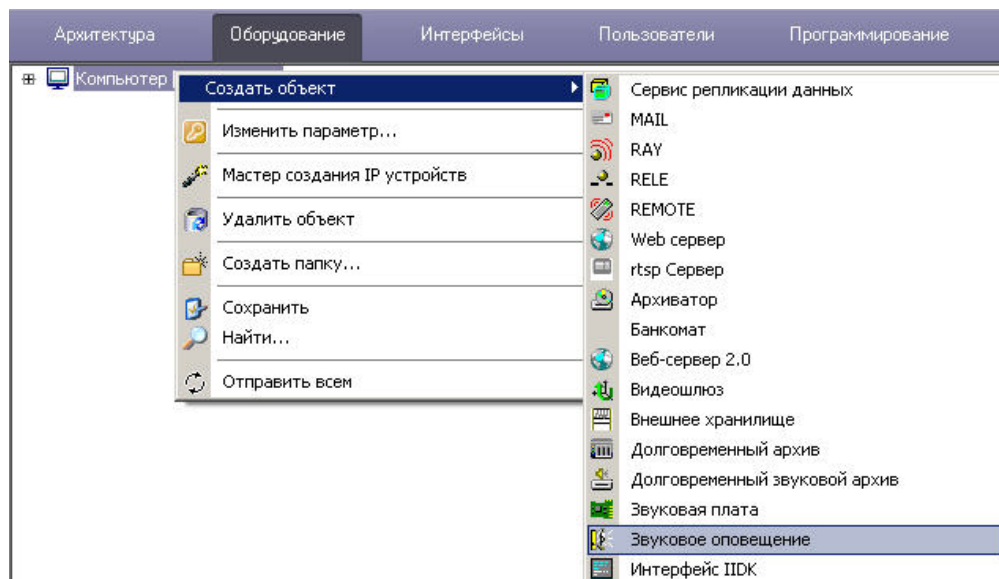 Архитектура Оборудование Интерфейсы Пользователи Программирование
Компьютер
Создать объект
Изменить параметр...
Мастер создания IP устройств
Удалить объект
Создать папку...
Сохранить
Найти...
Отправить всем
Сервис репликации данных
MAIL
RAY
RELE
REMOTE
Web сервер
rtsp Сервер
Архиватор
Банкомат
Веб-сервер 2.0
Видеошлюз
Внешнее хранилище
Долговременный архив
Долговременный звуковой архив
Звуковая плата
Звуковое оповещение
Интерфейс IIDK